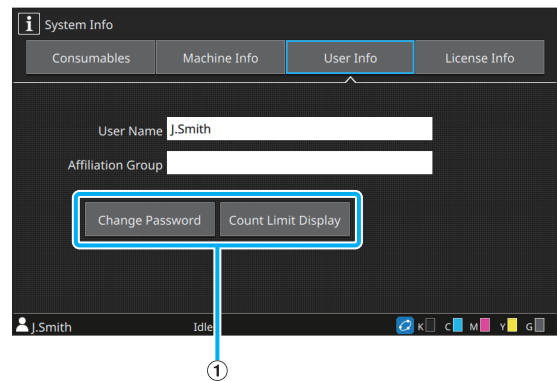 i System Info
Consumables Machine Info User Info License Info
User Name J.Smith
Affiliation Group
Change Password Count Limit Display
J.Smith Idle K C M Y G
1